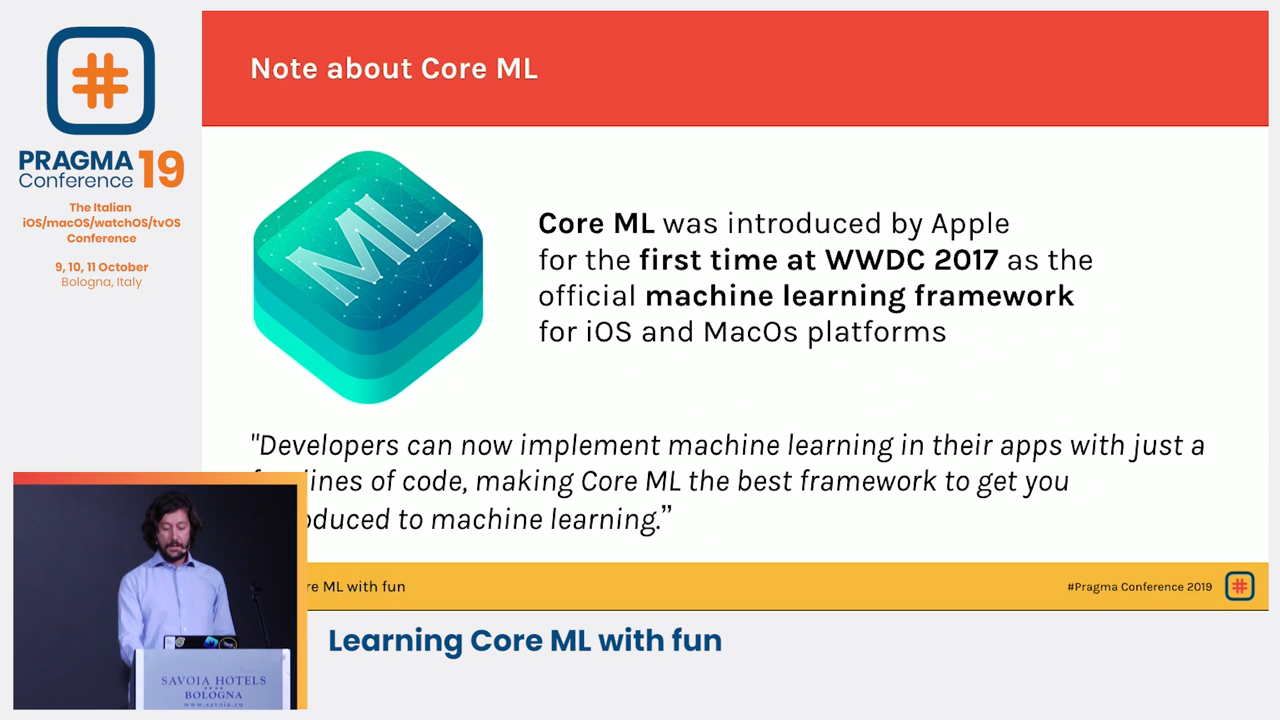 PRAGMA 19
Conference
The Italian
iOS/macOS/watchOS/tvOS
Conference
9, 10, 11 October
Bologna, Italy
Note about Core ML
ML
Core ML was introduced by Apple
for the first time at WWDC 2017 as the
official machine learning framework
for iOS and MacOs platforms
"Developers can now implement machine learning in their apps with just a
lines of code, making Core ML the best framework to get you
oduced to machine learning.”
re ML with fun
#Pragma Conference 2019
Learning Core ML with fun
SAVOIA HOTELS
BOLOGNA
www.savoia.eu